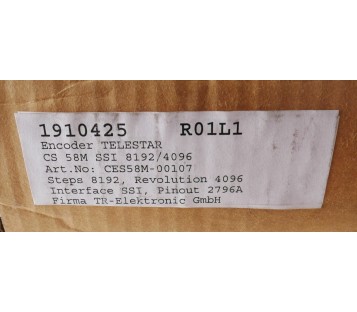 1910425 R01L1
Encoder TELESTAR
CS 58M SSI 8192/4096
Art.No: CES58M-00107
Steps 8192, Revolution 4096
Interface SSI, Pinout 2796A
Firma TR-Elektronic GmbH